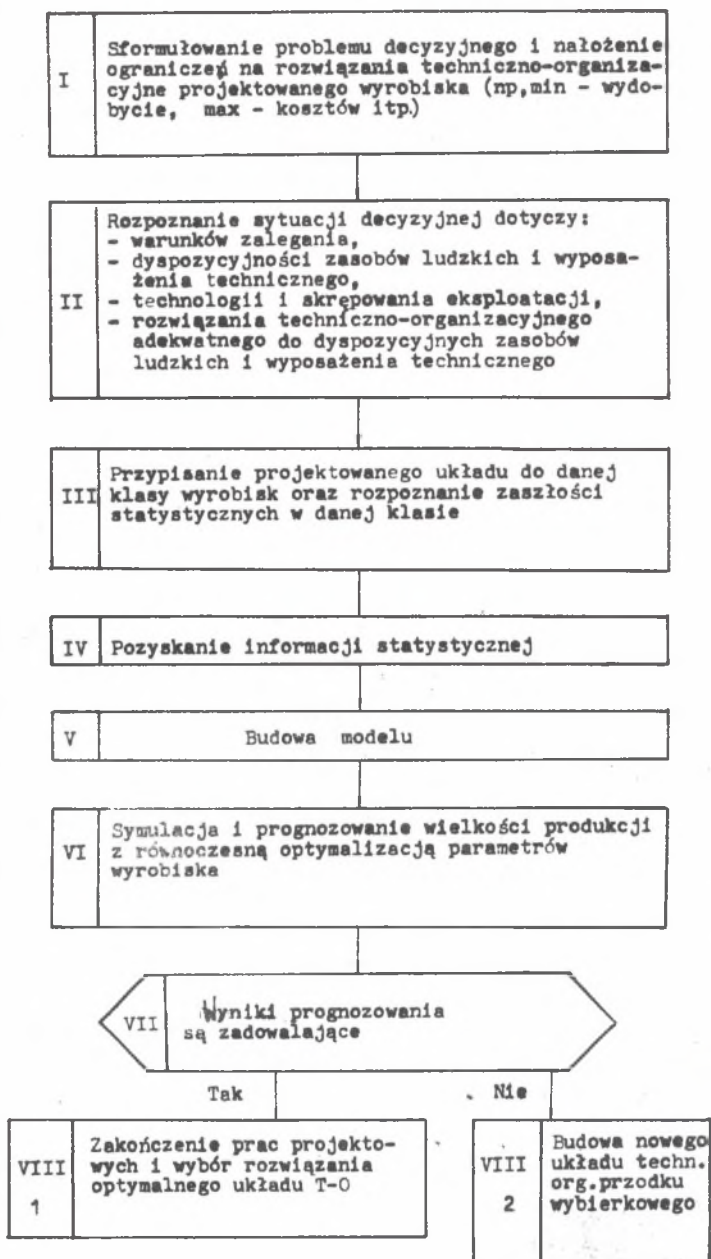 I
Sformułowanie problemu decyzyjnego i nałożenie
ograniczeń na rozwiązania techniczno-organiza-
cyjne projektowanego wyrobiska (np,min - wydo-
bycie, max - kosztów itp.)
II
Rozpoznanie sytuacji decyzyjnej dotyczy:
- warunków zalegania,
- dyspozycyjności zasobów ludzkich i wyposa-
żenia technicznego,
- technologii i skrępowania eksploatacji,
- rozwiązania techniczno-organizacyjnego
adekwatnego do dyspozycyjnych zasobów
ludzkich i wyposażenia technicznego
III
Przypisanie projektowanego układu do danej
klasy wyrobisk oraz rozpoznanie zaszłości
statystycznych w danej klasie
IV Pozyskanie informacji statystycznej
V Budowa modelu
VI
Symulacja i prognozowanie wielkości produkcji
z równoczesną optymalizacją parametrów
wyrobiska
VII
Wyniki prognozowania
są zadowalające
Tak
Nie
VIII
1
Zakończenie prac projekto-
wych i wybór rozwiązania
optymalnego układu T-O
VIII
2
Budowa nowego
układu techn.
org.przodku
wybierkowego